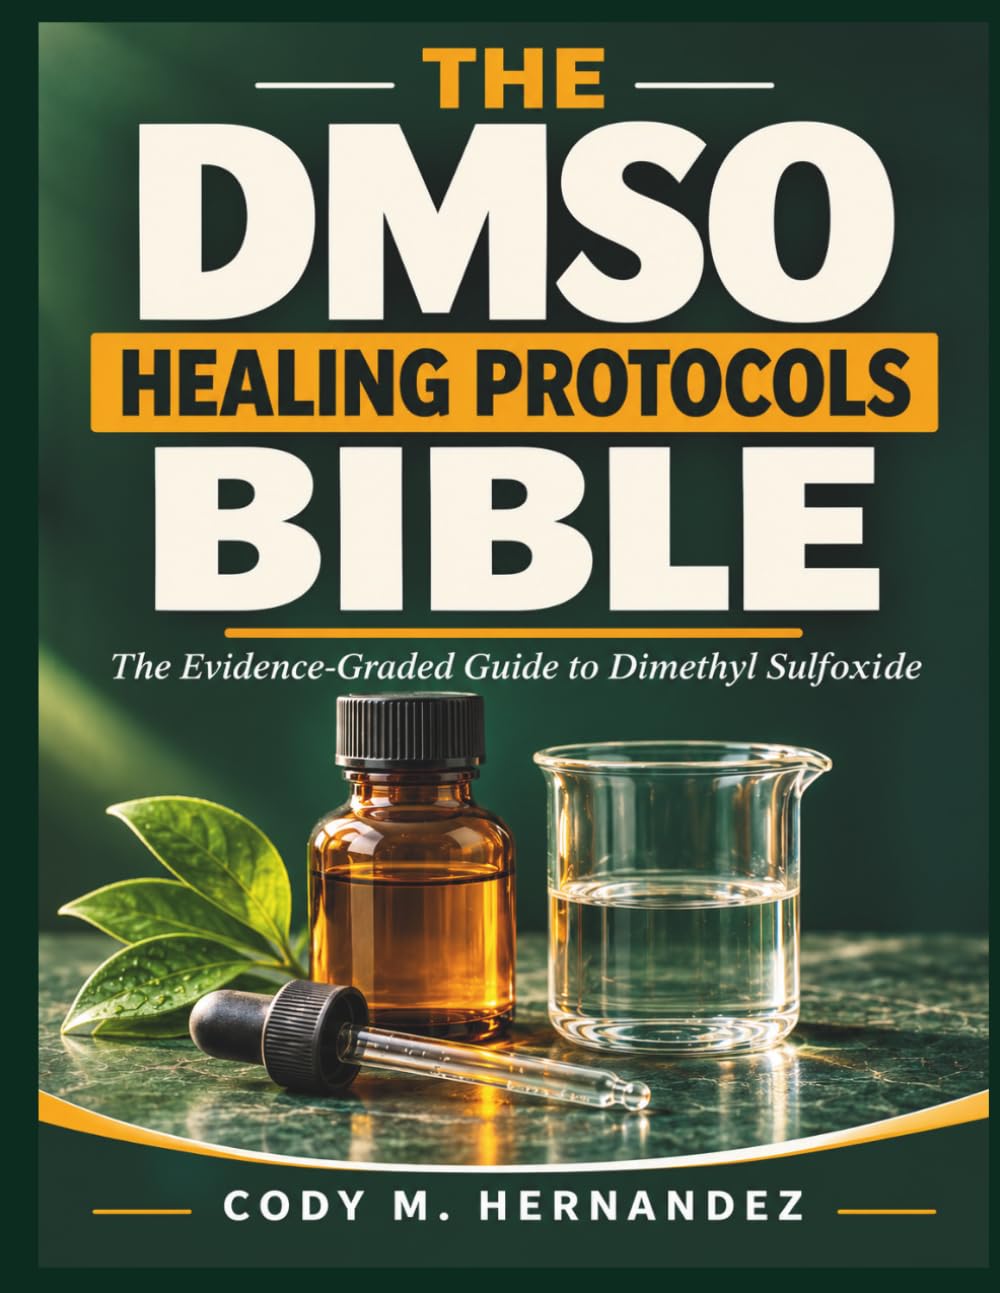 THE
DMSO
HEALING PROTOCOLS
BIBLE
The Evidence-Graded Guide to Dimethyl Sulfoxide
CODY M. HERNANDEZ